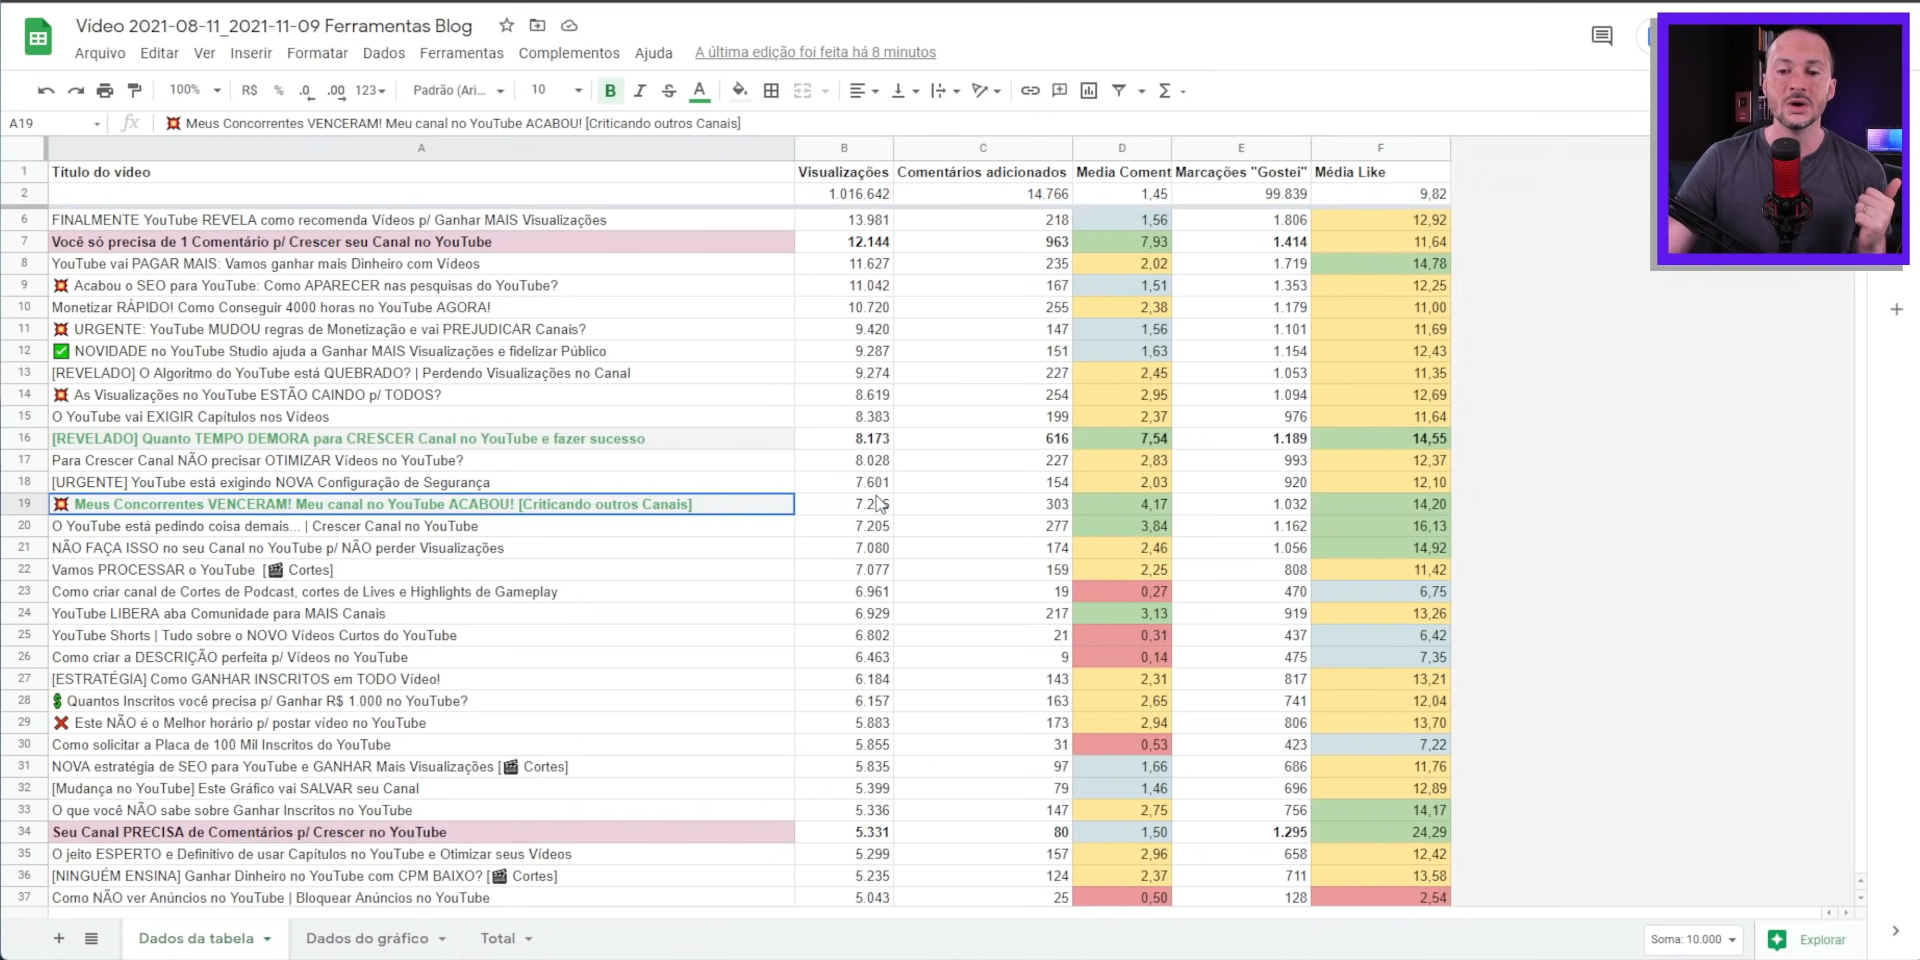 Vídeo 2021-08-11_2021-11-09 Ferramentas Blog
Arquivo Editar Ver Inserir Formatar Dados Ferramentas Complementos Ajuda A última edição foi feita há 8 minutos
100% R$ % .0 .00 123 Padrão (Ari... 10 B I S A Σ
A19 fx 💥 Meus Concorrentes VENCERAM! Meu canal no YouTube ACABOU! [Criticando outros Canais]
A B C D E F
1 Título do vídeo Visualizações Comentários adicionados Media Coment Marcações "Gostei" Média Like
2 1.016.642 14.766 1,45 99.839 9,82
6 FINALMENTE YouTube REVELA como recomenda Vídeos p/ Ganhar MAIS Visualizações 13.981 218 1,56 1.806 12,92
7 Você só precisa de 1 Comentário p/ Crescer seu Canal no YouTube 12.144 963 7,93 1.414 11,64
8 YouTube vai PAGAR MAIS: Vamos ganhar mais Dinheiro com Vídeos 11.627 235 2,02 1.719 14,78
9 💥 Acabou o SEO para YouTube: Como APARECER nas pesquisas do YouTube? 11.042 167 1,51 1.353 12,25
10 Monetizar RÁPIDO! Como Conseguir 4000 horas no YouTube AGORA! 10.720 255 2,38 1.179 11,00
11 💥 URGENTE: YouTube MUDOU regras de Monetização e vai PREJUDICAR Canais? 9.420 147 1,56 1.101 11,69
12 ✅ NOVIDADE no YouTube Studio ajuda a Ganhar MAIS Visualizações e fidelizar Público 9.287 151 1,63 1.154 12,43
13 [REVELADO] O Algoritmo do YouTube está QUEBRADO? | Perdendo Visualizações no Canal 9.274 227 2,45 1.053 11,35
14 💥 As Visualizações no YouTube ESTÃO CAINDO p/ TODOS? 8.619 254 2,95 1.094 12,69
15 O YouTube vai EXIGIR Capítulos nos Vídeos 8.383 199 2,37 976 11,64
16 [REVELADO] Quanto TEMPO DEMORA para CRESCER Canal no YouTube e fazer sucesso 8.173 616 7,54 1.189 14,55
17 Para Crescer Canal NÃO precisar OTIMIZAR Vídeos no YouTube? 8.028 227 2,83 993 12,37
18 [URGENTE] YouTube está exigindo NOVA Configuração de Segurança 7.601 154 2,03 920 12,10
19 💥 Meus Concorrentes VENCERAM! Meu canal no YouTube ACABOU! [Criticando outros Canais] 303 4,17 1.032 14,20
20 O YouTube está pedindo coisa demais... | Crescer Canal no YouTube 7.205 277 3,84 1.162 16,13
21 NÃO FAÇA ISSO no seu Canal no YouTube p/ NÃO perder Visualizações 7.080 174 2,46 1.056 14,92
22 Vamos PROCESSAR o YouTube [🎬 Cortes] 7.077 159 2,25 808 11,42
23 Como criar canal de Cortes de Podcast, cortes de Lives e Highlights de Gameplay 6.961 19 0,27 470 6,75
24 YouTube LIBERA aba Comunidade para MAIS Canais 6.929 217 3,13 919 13,26
25 YouTube Shorts | Tudo sobre o NOVO Vídeos Curtos do YouTube 6.802 21 0,31 437 6,42
26 Como criar a DESCRIÇÃO perfeita p/ Vídeos no YouTube 6.463 9 0,14 475 7,35
27 [ESTRATÉGIA] Como GANHAR INSCRITOS em TODO Vídeo! 6.184 143 2,31 817 13,21
28 💲 Quantos Inscritos você precisa p/ Ganhar R$ 1.000 no YouTube? 6.157 163 2,65 741 12,04
29 ❌ Este NÃO é o Melhor horário p/ postar vídeo no YouTube 5.883 173 2,94 806 13,70
30 Como solicitar a Placa de 100 Mil Inscritos do YouTube 5.855 31 0,53 423 7,22
31 NOVA estratégia de SEO para YouTube e GANHAR Mais Visualizações [🎬 Cortes] 5.835 97 1,66 686 11,76
32 [Mudança no YouTube] Este Gráfico vai SALVAR seu Canal 5.399 79 1,46 696 12,89
33 O que você NÃO sabe sobre Ganhar Inscritos no YouTube 5.336 147 2,75 756 14,17
34 Seu Canal PRECISA de Comentários p/ Crescer no YouTube 5.331 80 1,50 1.295 24,29
35 O jeito ESPERTO e Definitivo de usar Capítulos no YouTube e Otimizar seus Vídeos 5.299 157 2,96 658 12,42
36 [NINGUÉM ENSINA] Ganhar Dinheiro no YouTube com CPM BAIXO? [🎬 Cortes] 5.235 124 2,37 711 13,58
37 Como NÃO ver Anúncios no YouTube | Bloquear Anúncios no YouTube 5.043 25 0,50 128 2,54
Dados da tabela Dados do gráfico Total Soma: 10.000 Explorar